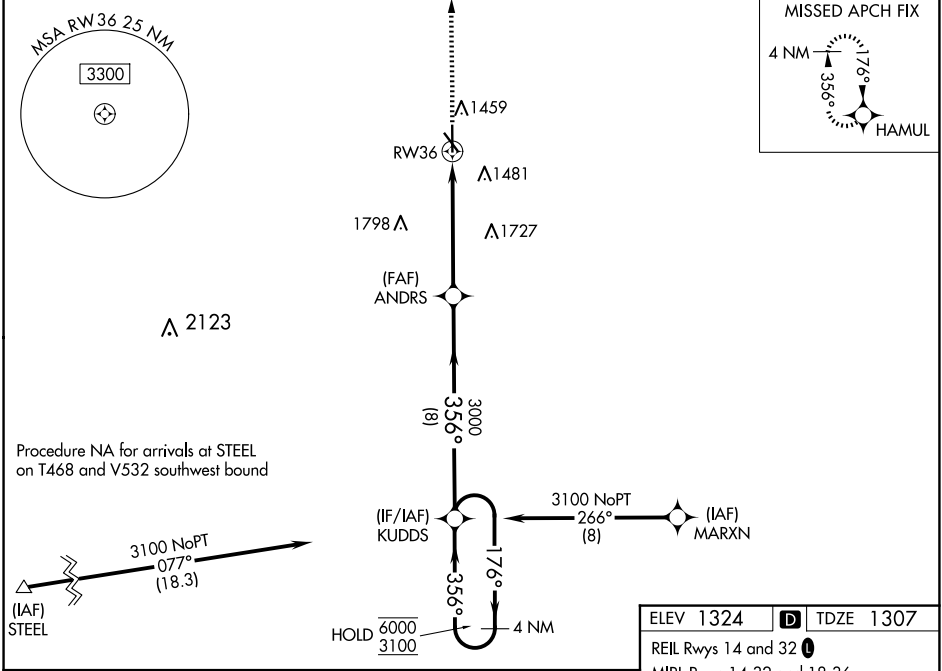 MSA RW36 25 NM
3300
MISSED APCH FIX
4 NM
356°
176°
HAMUL
1459
RW36
1481
1798
1727
(FAF)
ANDRS
2123
3000
356°
(8)
Procedure NA for arrivals at STEEL
on T468 and V532 southwest bound
3100 NoPT
077°
(18.3)
(IAF)
STEEL
(IF/IAF)
KUDDS
3100 NoPT
266°
(8)
(IAF)
MARXN
356°
176°
HOLD 6000
3100
4 NM
ELEV 1324 D TDZE 1307
REIL Rwys 14 and 32 L